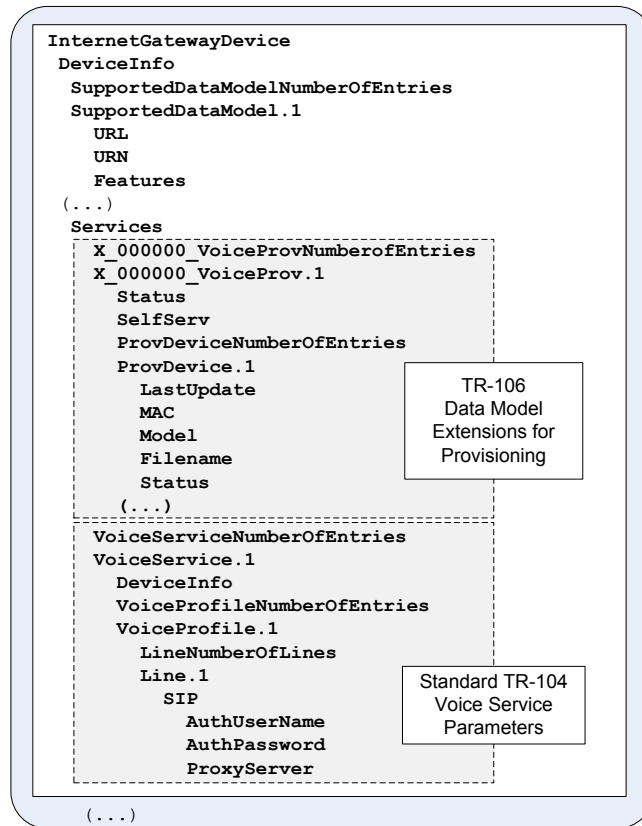 InternetGatewayDevice
DeviceInfo
SupportedDataModelNumberOfEntries
SupportedDataModel.1
URL
URN
Features
(...)
Services
X_000000_VoiceProvNumberofEntries
X_000000_VoiceProv.1
Status
SelfServ
ProvDeviceNumberOfEntries
ProvDevice.1
LastUpdate
MAC
Model
Filename
Status
(...)
TR-106
Data Model
Extensions for
Provisioning
VoiceServiceNumberOfEntries
VoiceService.1
DeviceInfo
VoiceProfileNumberOfEntries
VoiceProfile.1
LineNumberOfLines
Line.1
SIP
AuthUserName
AuthPassword
ProxyServer
Standard TR-104
Voice Service
Parameters
(...)